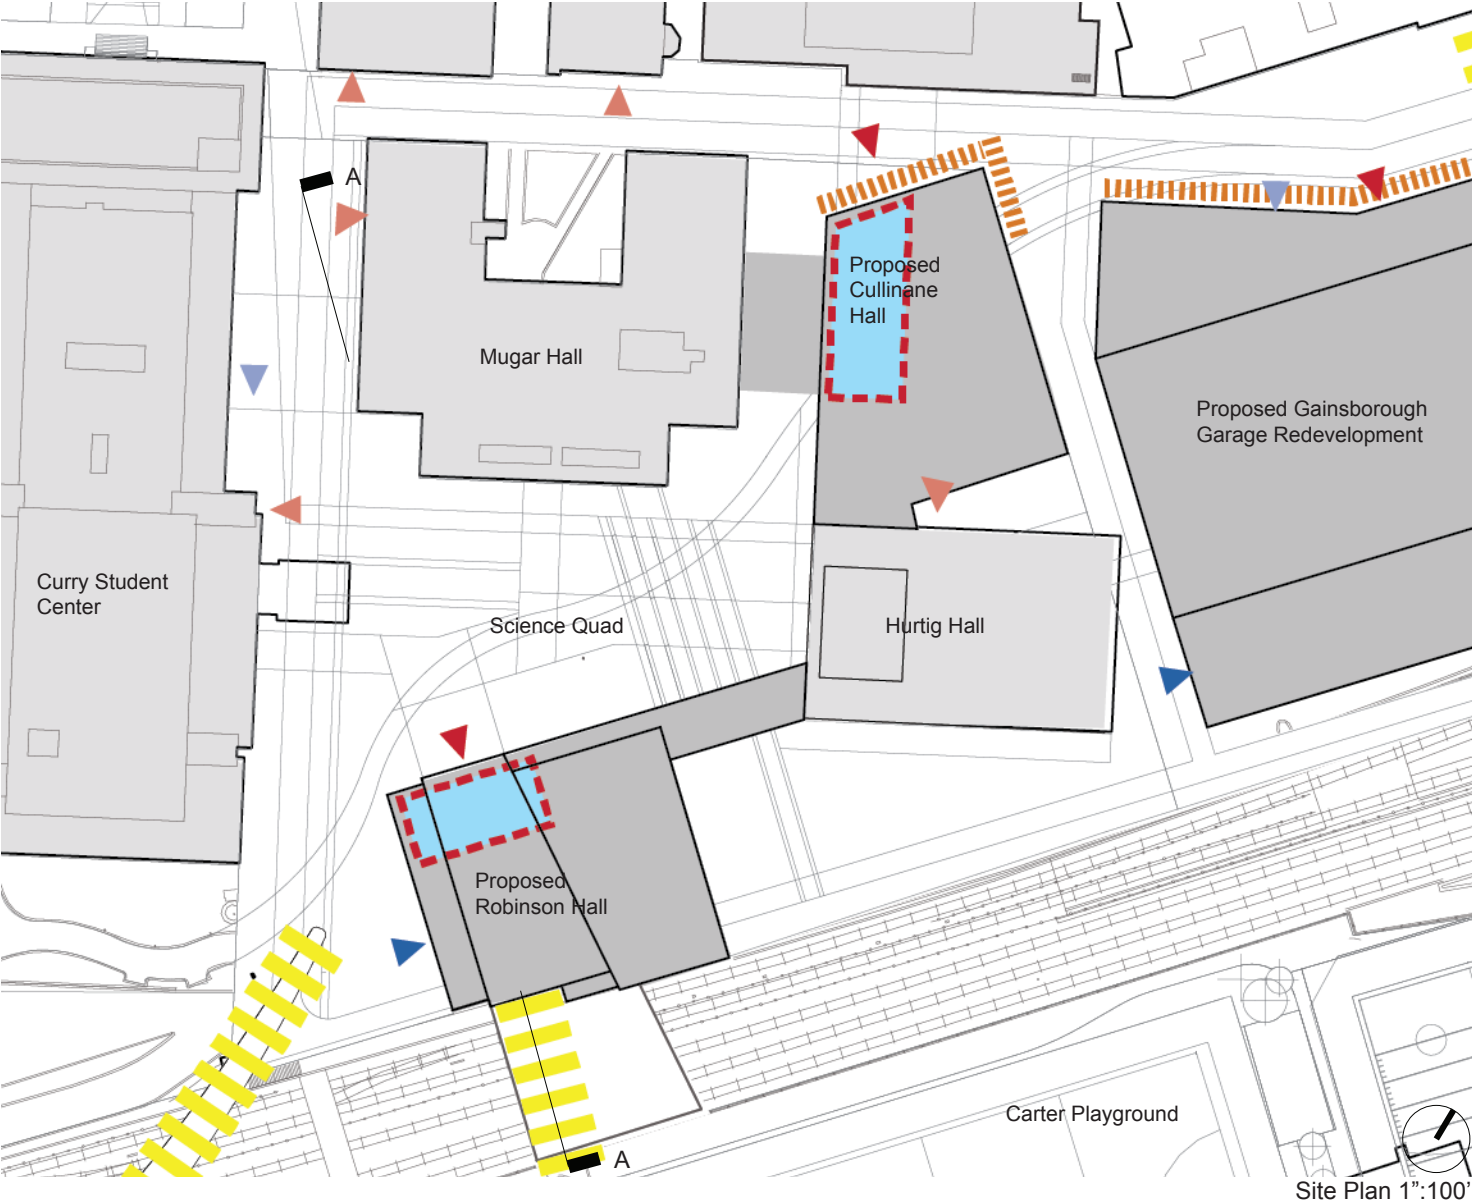 A
Proposed
Cullinane
Hall
Mugar Hall
Proposed Gainsborough
Garage Redevelopment
Curry Student
Center
Science Quad
Hurtig Hall
Proposed
Robinson Hall
Carter Playground
A
Site Plan 1”:100’